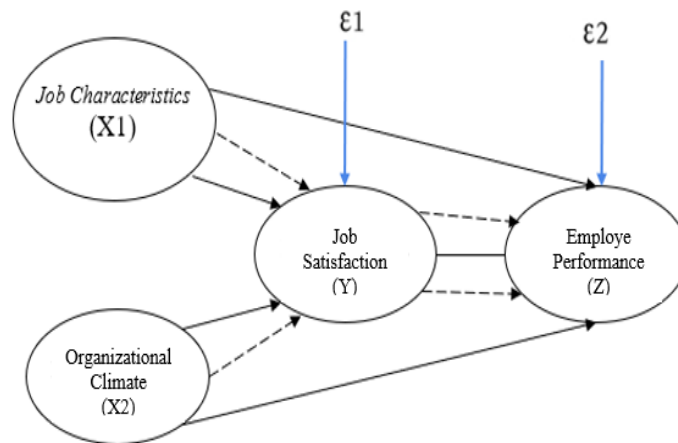 ε1
ε2
Job Characteristics
(X1)
Job
Satisfaction
(Y)
Employe
Performance
(Z)
Organizational
Climate
(X2)